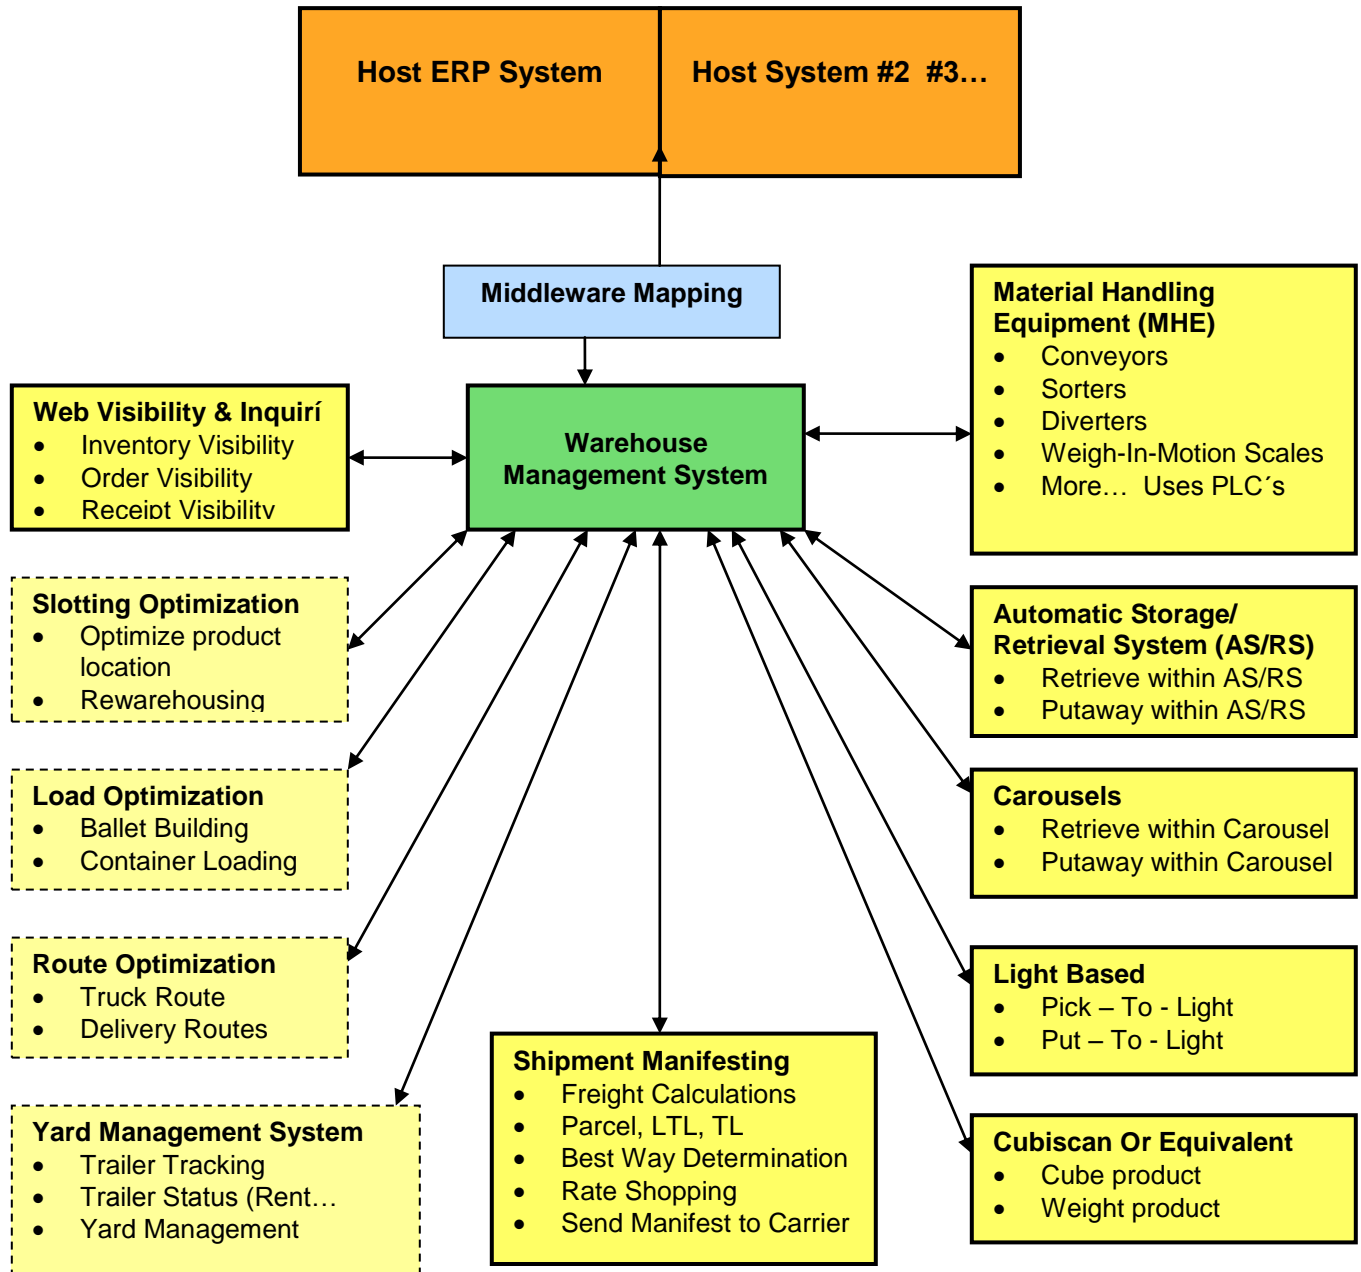 Host ERP System
Host System #2  #3…
Middleware Mapping
Warehouse
Management System
Web Visibility & Inquirí
• Inventory Visibility
• Order Visibility
• Receipt Visibility
Slotting Optimization
• Optimize product
location
• Rewarehousing
Load Optimization
• Ballet Building
• Container Loading
Route Optimization
• Truck Route
• Delivery Routes
Yard Management System
• Trailer Tracking
• Trailer Status (Rent…
• Yard Management
Shipment Manifesting
• Freight Calculations
• Parcel, LTL, TL
• Best Way Determination
• Rate Shopping
• Send Manifest to Carrier
Material Handling
Equipment (MHE)
• Conveyors
• Sorters
• Diverters
• Weigh-In-Motion Scales
• More…  Uses PLC´s
Automatic Storage/
Retrieval System (AS/RS)
• Retrieve within AS/RS
• Putaway within AS/RS
Carousels
• Retrieve within Carousel
• Putaway within Carousel
Light Based
• Pick – To - Light
• Put – To - Light
Cubiscan Or Equivalent
• Cube product
• Weight product